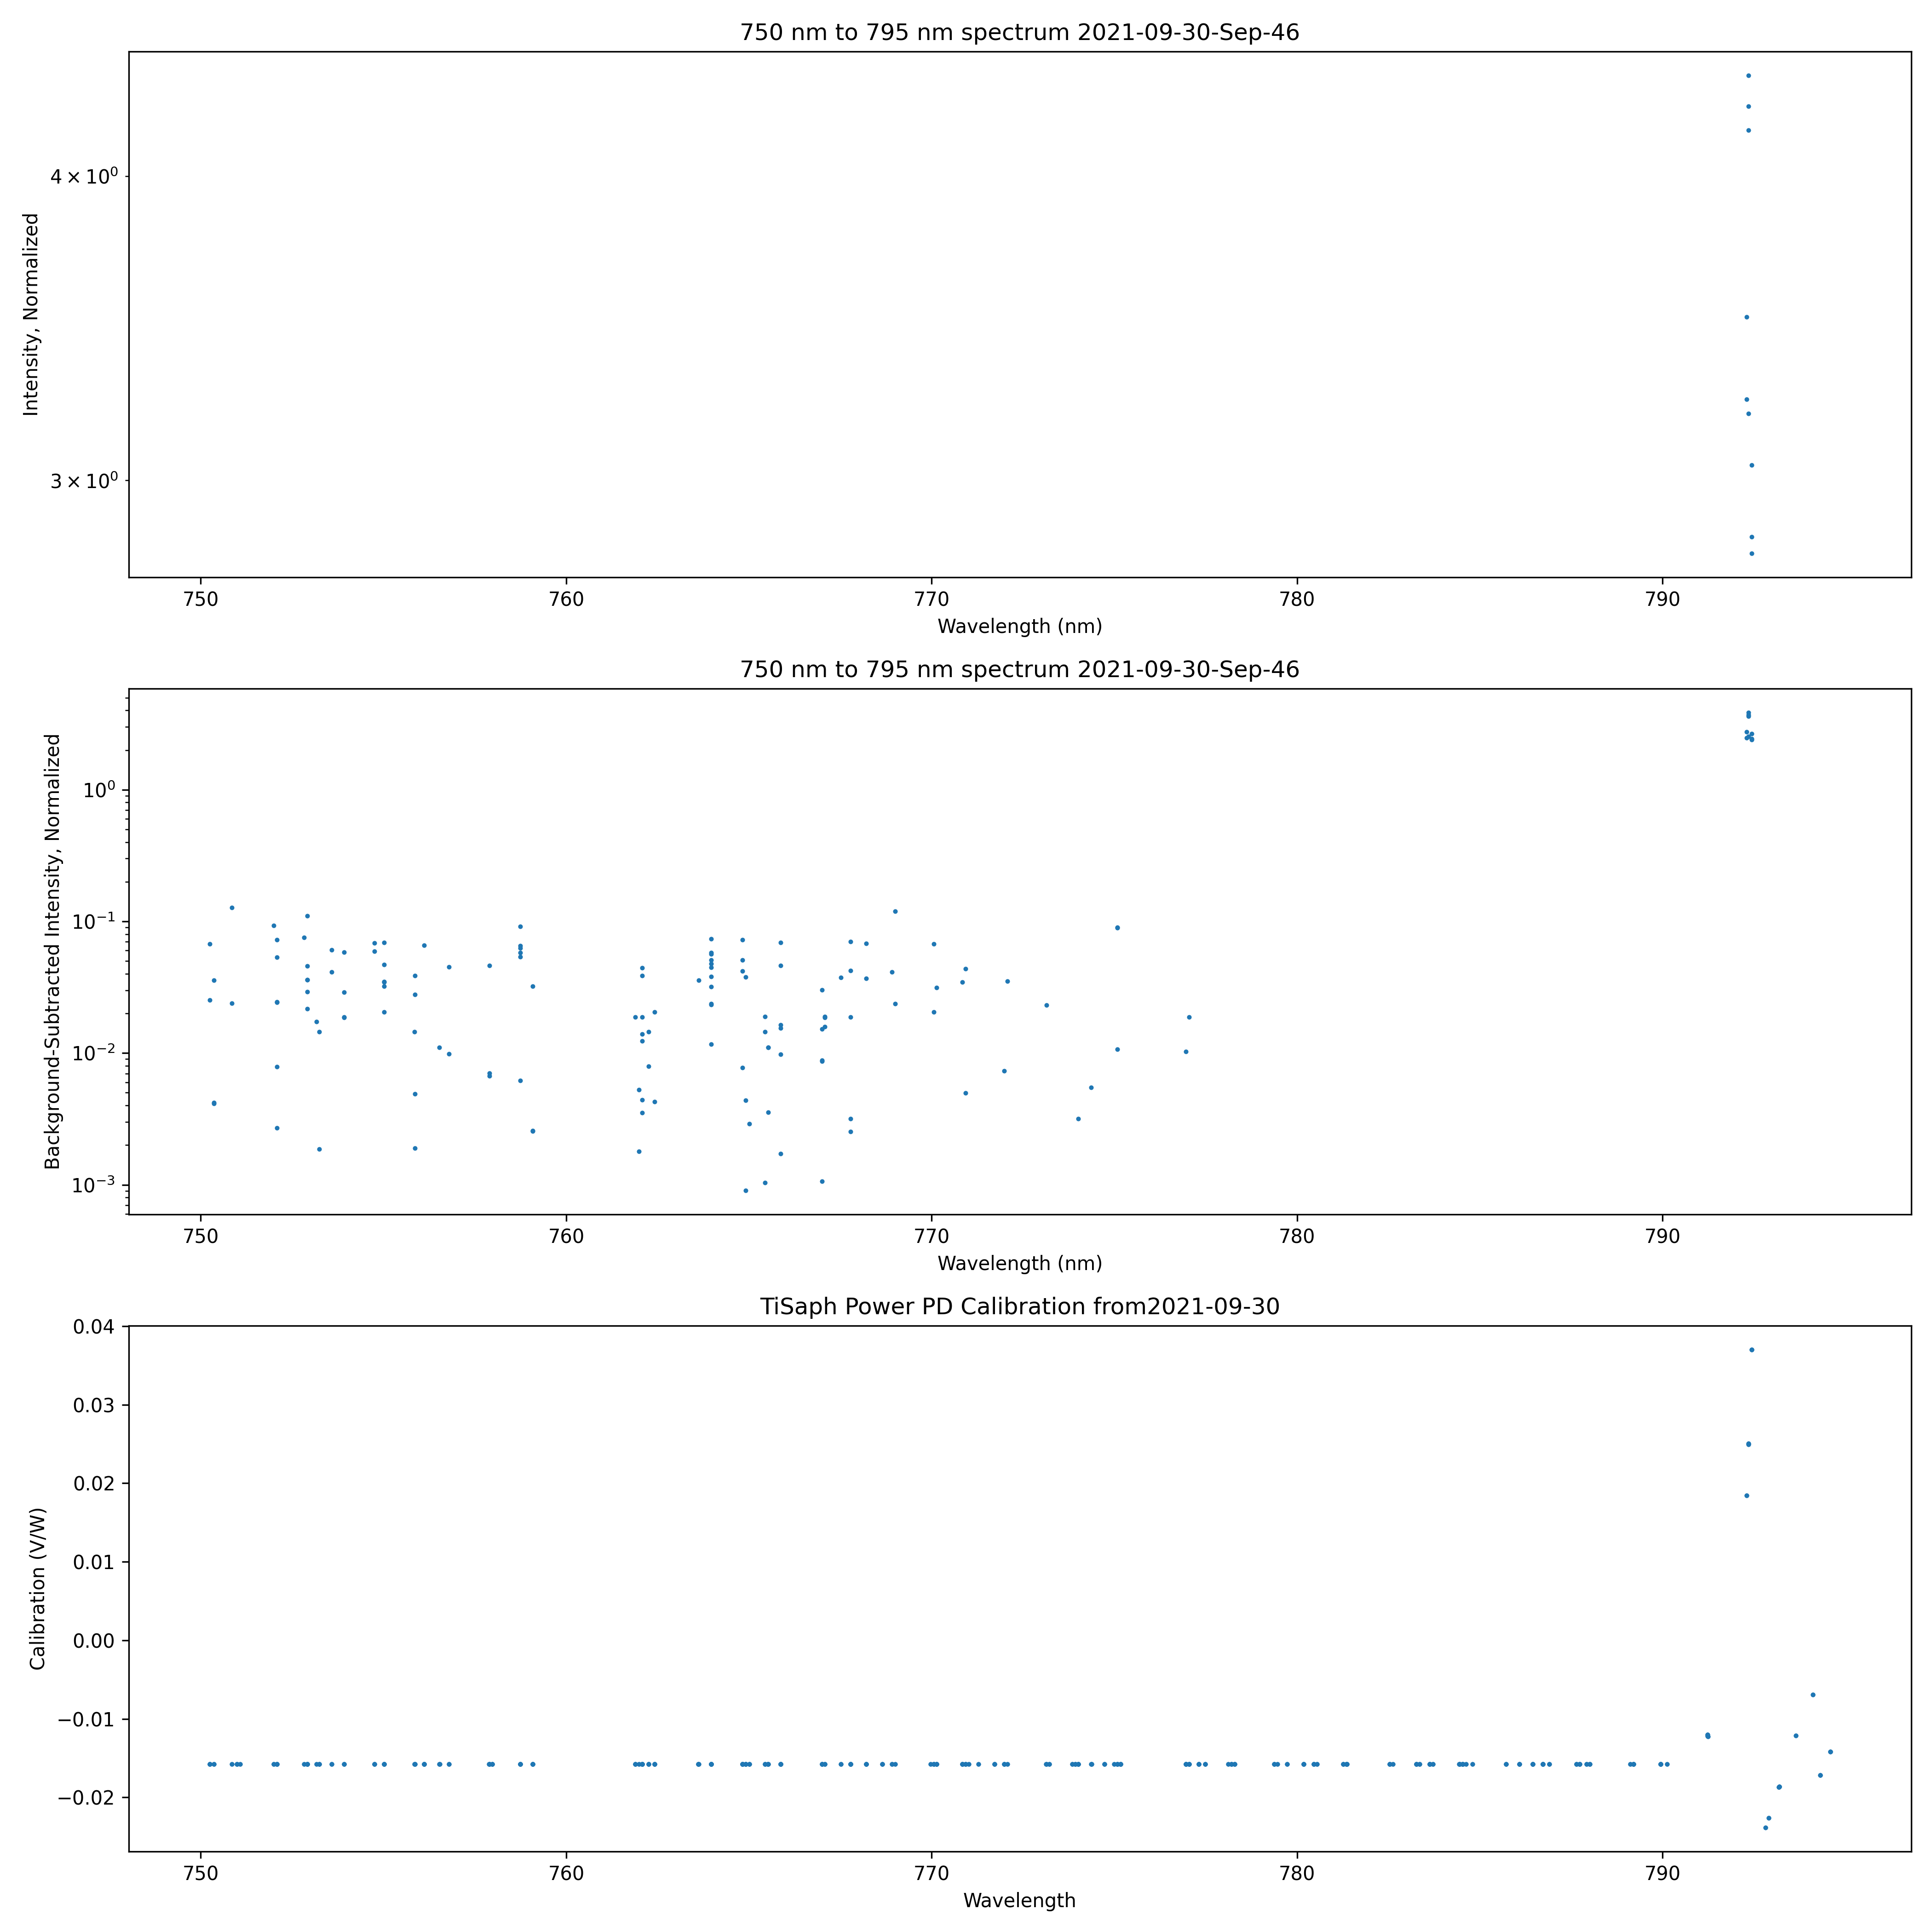 750 nm to 795 nm spectrum 2021-09-30-Sep-46
Intensity, Normalized
4 × 10⁰
3 × 10⁰
750 760 770 780 790
Wavelength (nm)
750 nm to 795 nm spectrum 2021-09-30-Sep-46
Background-Subtracted Intensity, Normalized
10⁰
10⁻¹
10⁻²
10⁻³
750 760 770 780 790
Wavelength (nm)
TiSaph Power PD Calibration from2021-09-30
Calibration (V/W)
0.04
0.03
0.02
0.01
0.00
−0.01
−0.02
750 760 770 780 790
Wavelength